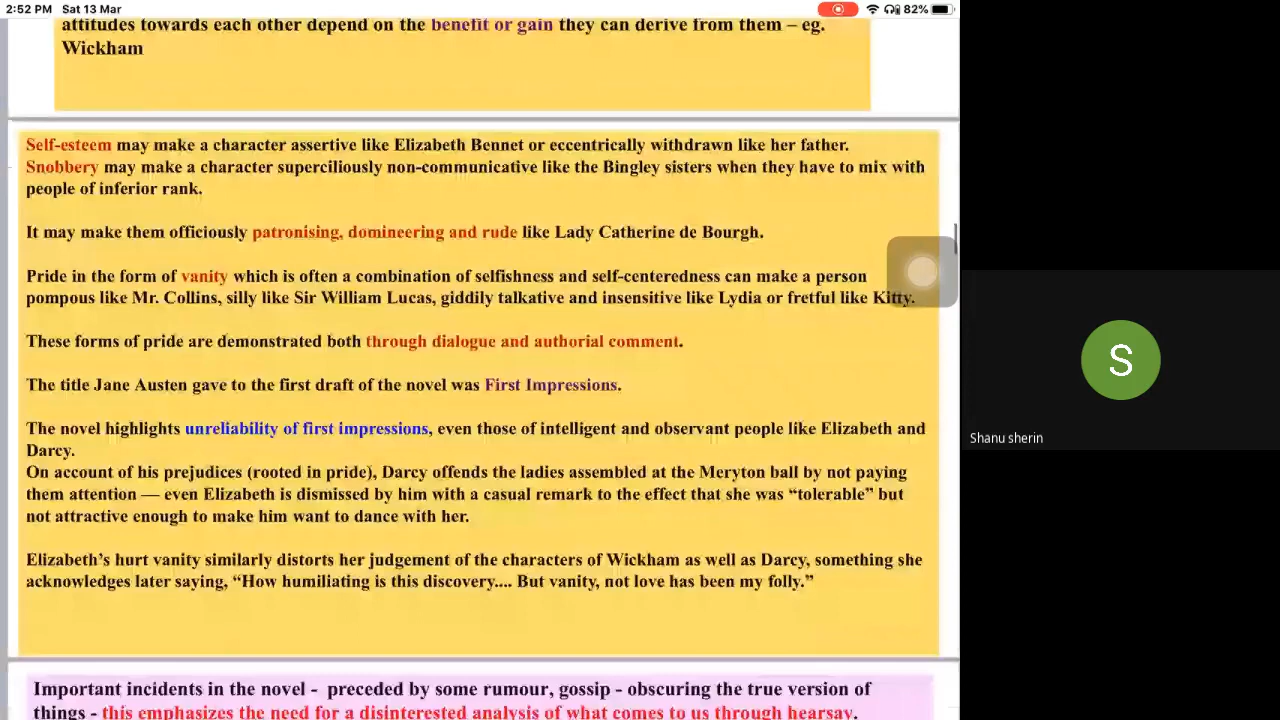 2:52 PM Sat 13 Mar
82%
attitudes towards each other depend on the benefit or gain they can derive from them – eg.
Wickham
Self-esteem may make a character assertive like Elizabeth Bennet or eccentrically withdrawn like her father.
Snobbery may make a character superciliously non-communicative like the Bingley sisters when they have to mix with
people of inferior rank.
It may make them officiously patronising, domineering and rude like Lady Catherine de Bourgh.
Pride in the form of vanity which is often a combination of selfishness and self-centeredness can make a person
pompous like Mr. Collins, silly like Sir William Lucas, giddily talkative and insensitive like Lydia or fretful like Kitty.
These forms of pride are demonstrated both through dialogue and authorial comment.
The title Jane Austen gave to the first draft of the novel was First Impressions.
The novel highlights unreliability of first impressions, even those of intelligent and observant people like Elizabeth and
Darcy.
On account of his prejudices (rooted in pride), Darcy offends the ladies assembled at the Meryton ball by not paying
them attention — even Elizabeth is dismissed by him with a casual remark to the effect that she was “tolerable” but
not attractive enough to make him want to dance with her.
Elizabeth’s hurt vanity similarly distorts her judgement of the characters of Wickham as well as Darcy, something she
acknowledges later saying, “How humiliating is this discovery.... But vanity, not love has been my folly.”
Important incidents in the novel - preceded by some rumour, gossip - obscuring the true version of
things - this emphasizes the need for a disinterested analysis of what comes to us through hearsay.
S
Shanu sherin